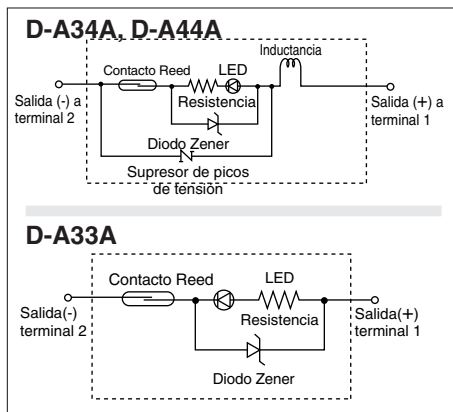 D-A34A, D-A44A
Inductancia
Contacto Reed
LED
Salida (-) a
terminal 2
Resistencia
Salida (+) a
terminal 1
Diodo Zener
Supresor de picos
de tensión
D-A33A
Contacto Reed
LED
Salida(-)
terminal 2
Resistencia
Salida(+)
terminal 1
Diodo Zener